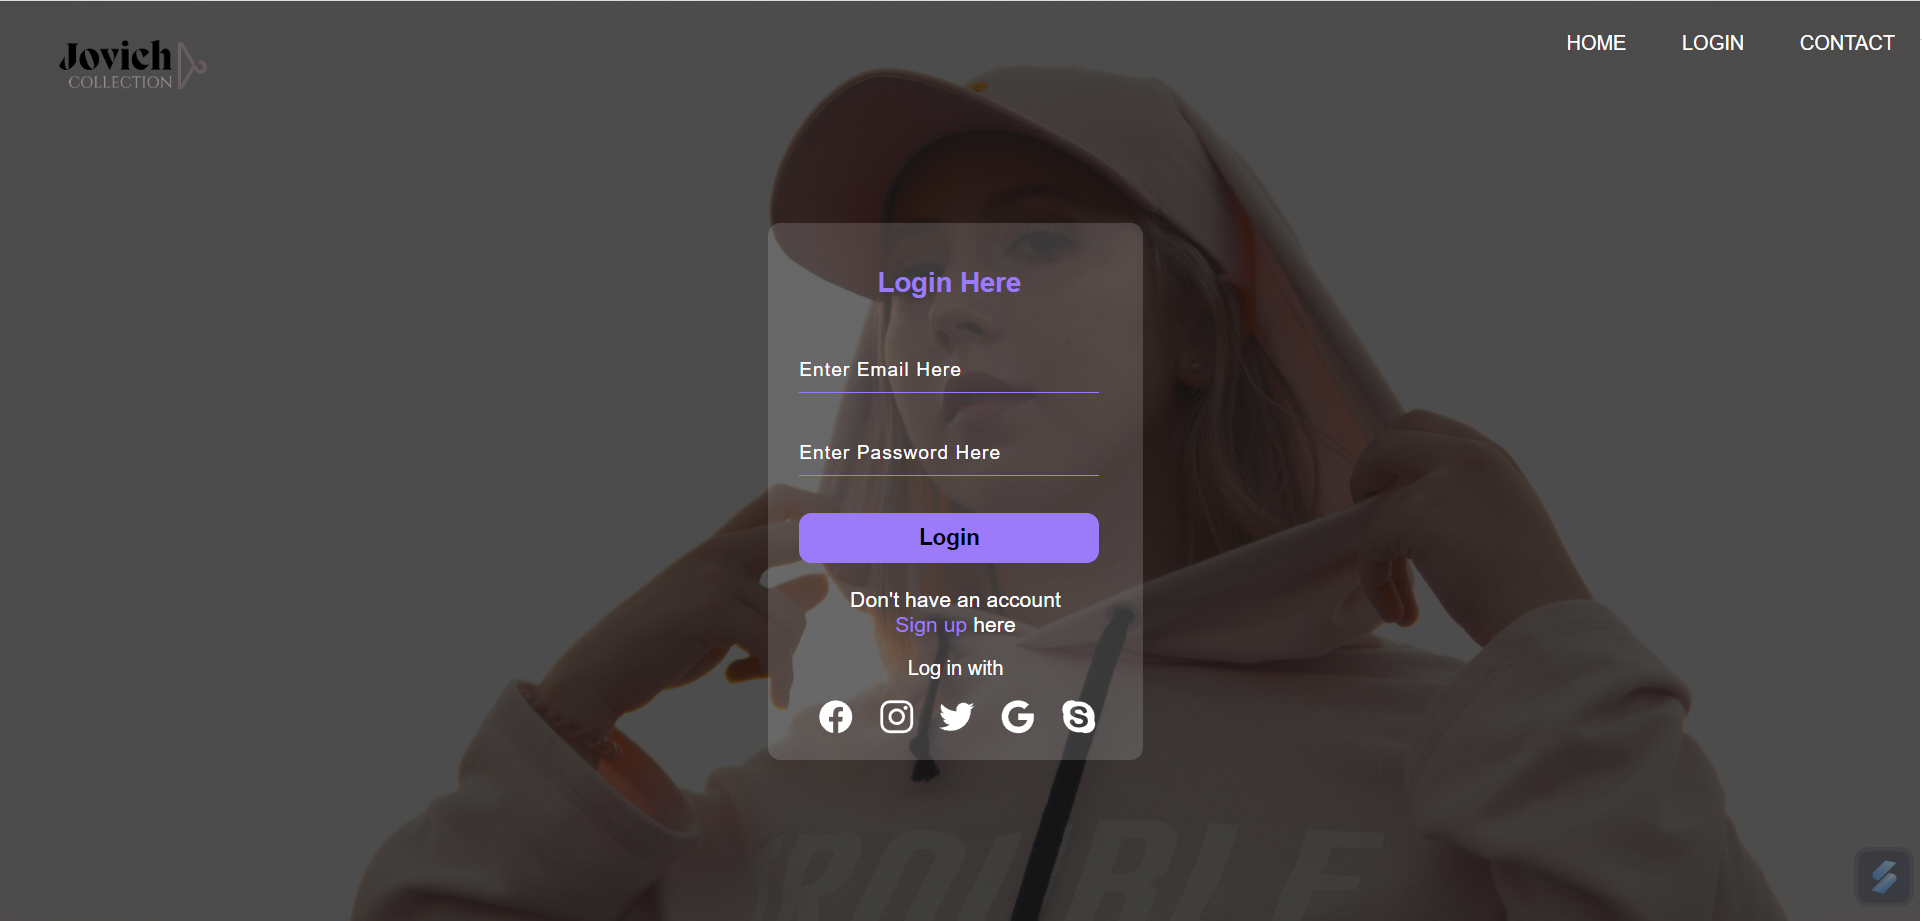 Jovich
COLLECTION
HOME
LOGIN
CONTACT
Login Here
Enter Email Here
Enter Password Here
Login
Don't have an account
Sign up here
Log in with
ROUBLE